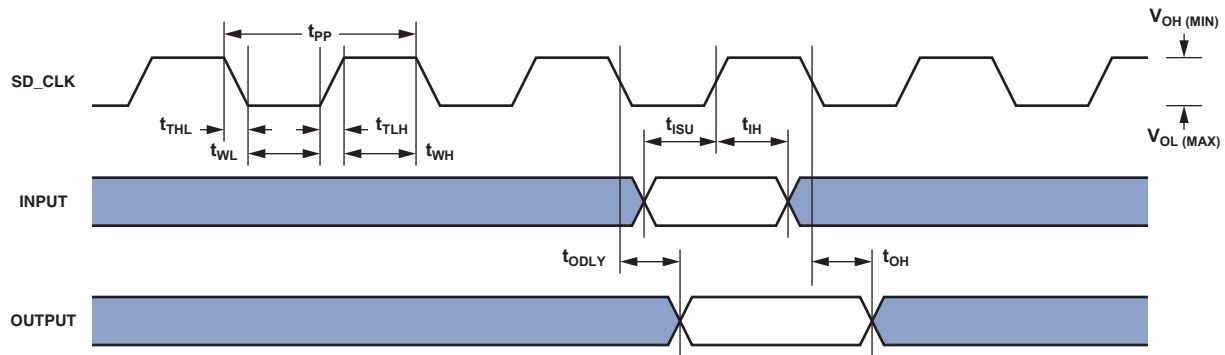 tPP
VOH (MIN)
SD_CLK
tTHL
tTLH
tISU
tIH
VOL (MAX)
tWL
tWH
INPUT
tODLY
tOH
OUTPUT